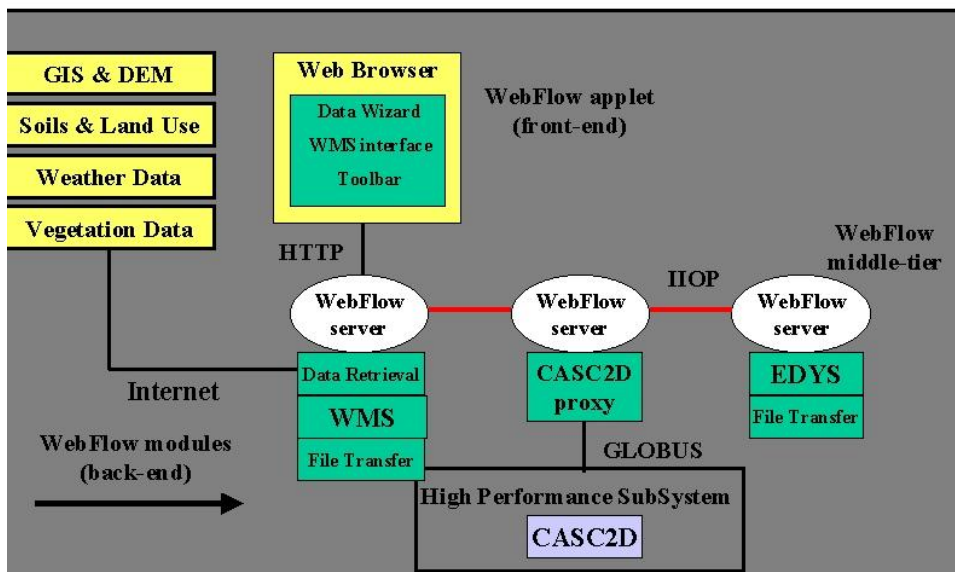 GIS & DEM
Soils & Land Use
Weather Data
Vegetation Data
Web Browser
Data Wizard
WMS interface
Toolbar
WebFlow applet
(front-end)
HTTP
WebFlow
middle-tier
IIOP
WebFlow
server
WebFlow
server
WebFlow
server
Internet
Data Retrieval
WMS
File Transfer
CASC2D
proxy
EDYS
File Transfer
WebFlow modules
(back-end)
GLOBUS
High Performance SubSystem
CASC2D